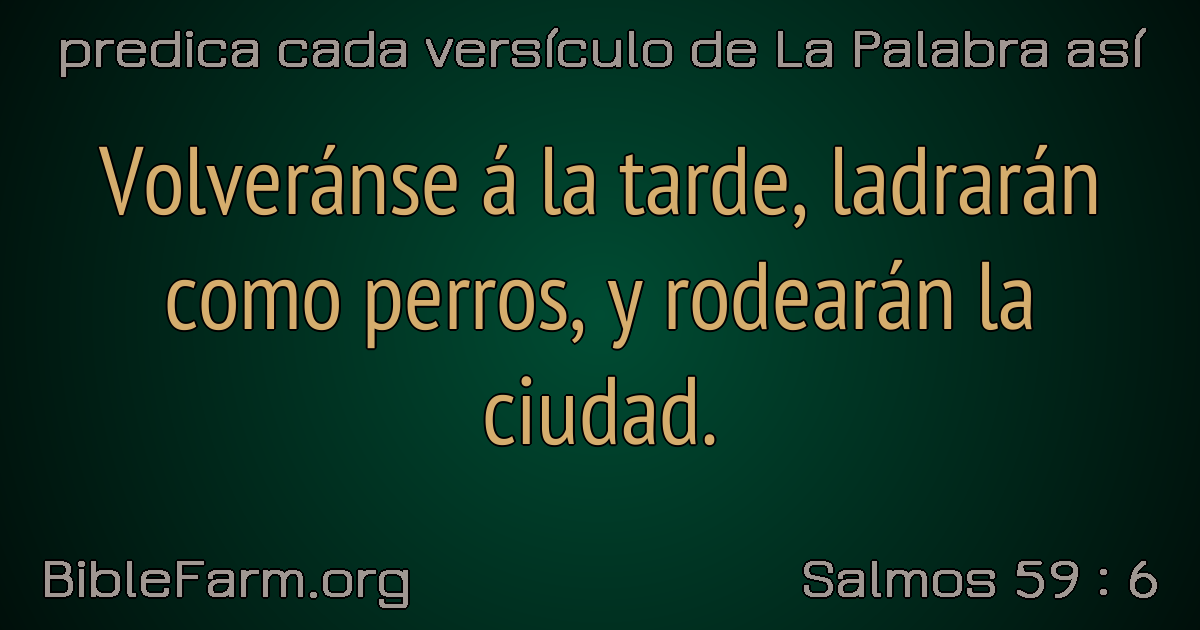 predica cada versículo de La Palabra así
Volveránse á la tarde, ladrarán
como perros, y rodearán la
ciudad.
BibleFarm.org
Salmos 59 : 6